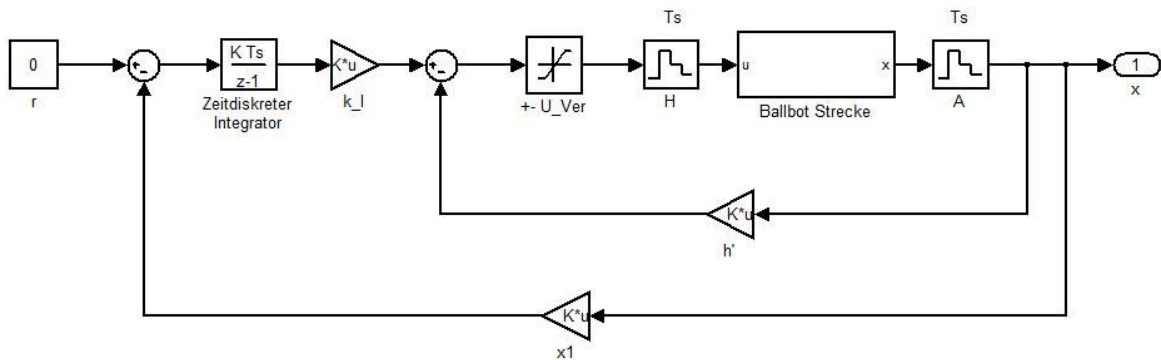 Ts
Ts
0
K Ts
z-1
K*u
u
x
1
r
Zeitdiskreter
Integrator
k_I
+- U_Ver
H
Ballbot Strecke
A
x
K*u
h'
K*u
x1